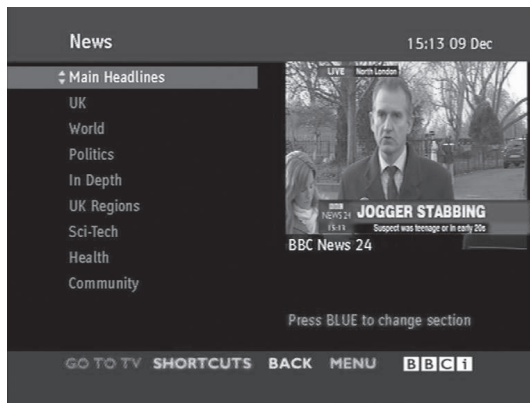 News 15:13 09 Dec
Main Headlines
UK
World
Politics
In Depth
UK Regions
Sci-Tech
Health
Community
LIVE North London
BBC
NEWS 24 JOGGER STABBING
15:13 Suspect was teenage or in early 20s
BBC News 24
Press BLUE to change section
GO TO TV SHORTCUTS BACK MENU BBCi